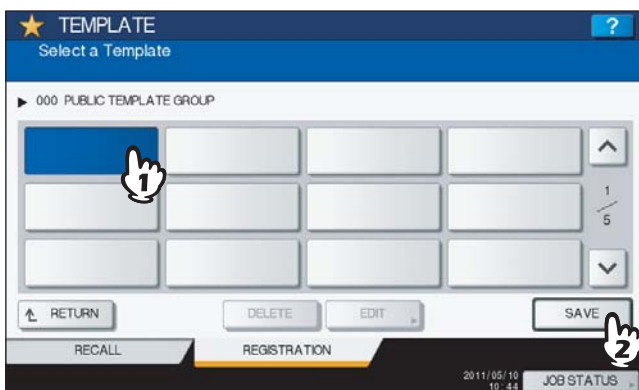 TEMPLATE
?
Select a Template
000 PUBLIC TEMPLATE GROUP
1
1
5
RETURN
DELETE
EDIT
SAVE
2
RECALL
REGISTRATION
2011/05/10
10:44
JOB STATUS